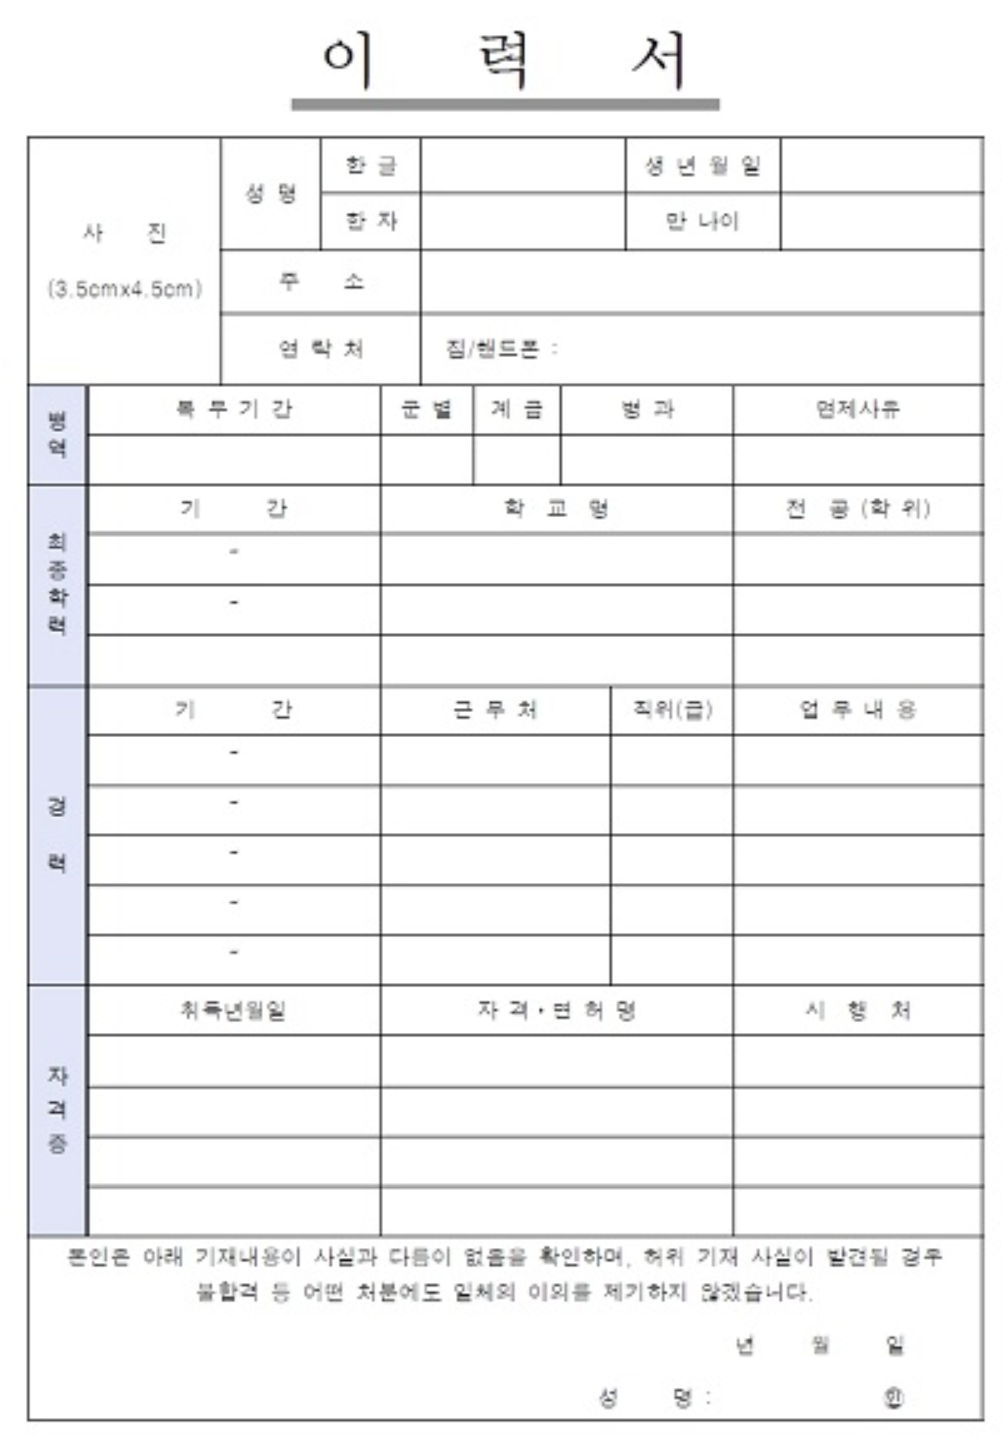 이 력 서
한 글
생 년 월 일
성 명
한 자
만 나이
사 진
(3.5cmx4.5cm)
주 소
연 락 처
집/핸드폰 :
병역
복 무 기 간
군 별
계 급
병 과
면제사유
최종학력
기 간
학 교 명
전 공 (학 위)
-
-
경 력
기 간
근 무 처
직위(급)
업 무 내 용
-
-
-
-
-
자격증
취득년월일
자 격 · 면 허 명
시 행 처
본인은 아래 기재내용이 사실과 다름이 없음을 확인하며, 허위 기재 사실이 발견될 경우
불합격 등 어떤 처분에도 일체의 이의를 제기하지 않겠습니다.
년 월 일
성 명 : ㊞